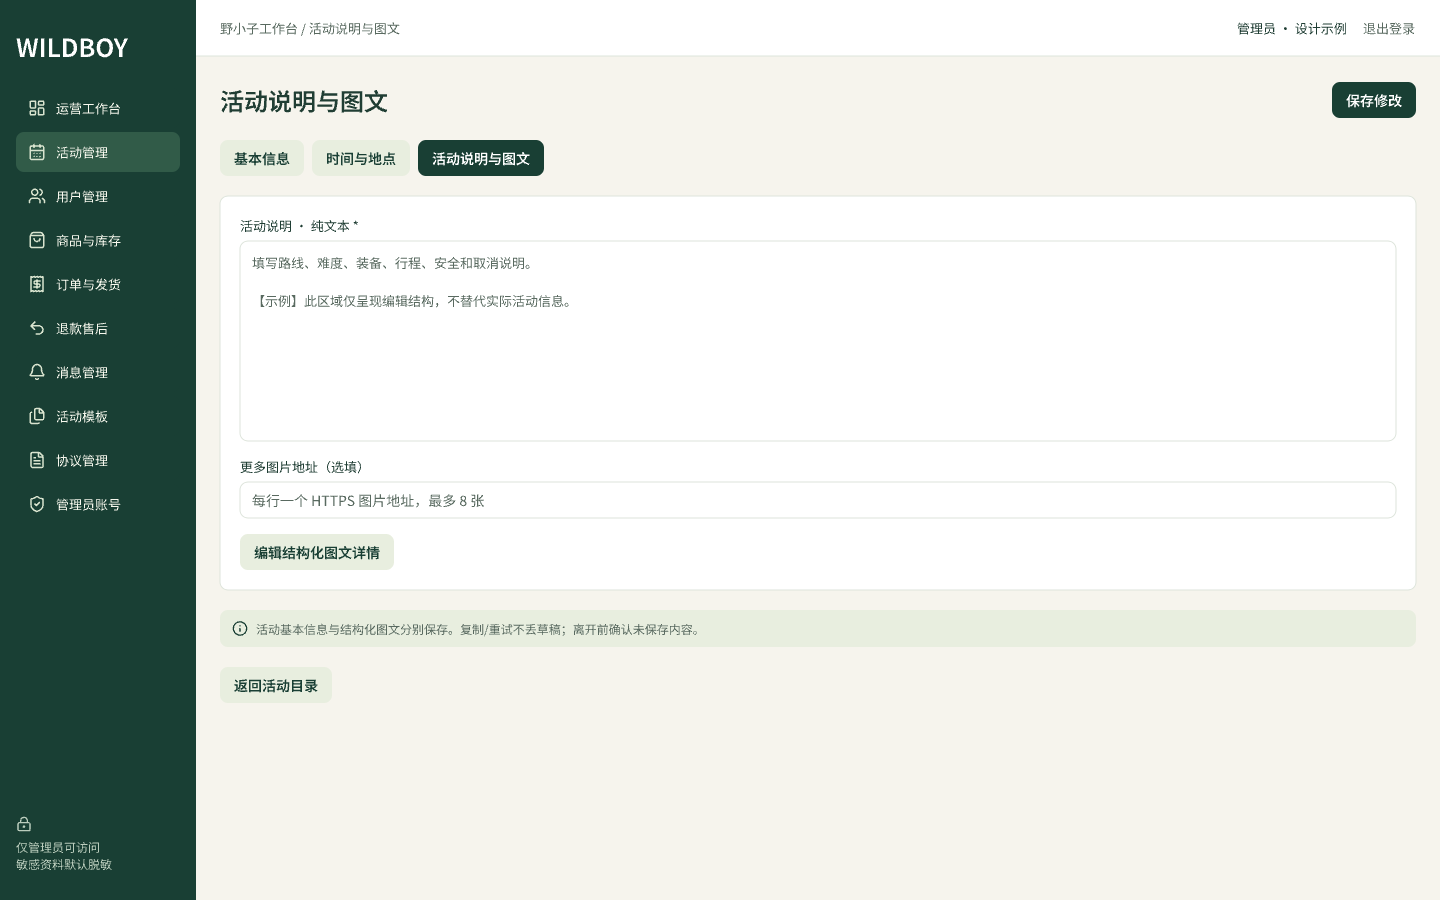 WILDBOY
运营工作台
活动管理
用户管理
商品与库存
订单与发货
退款售后
消息管理
活动模板
协议管理
管理员账号
仅管理员可访问
敏感资料默认脱敏
野小子工作台 / 活动说明与图文
管理员 · 设计示例 退出登录
活动说明与图文
保存修改
基本信息 时间与地点 活动说明与图文
活动说明 · 纯文本 *
填写路线、难度、装备、行程、安全和取消说明。
【示例】此区域仅呈现编辑结构，不替代实际活动信息。
更多图片地址（选填）
每行一个 HTTPS 图片地址，最多 8 张
编辑结构化图文详情
活动基本信息与结构化图文分别保存。复制/重试不丢草稿；离开前确认未保存内容。
返回活动目录